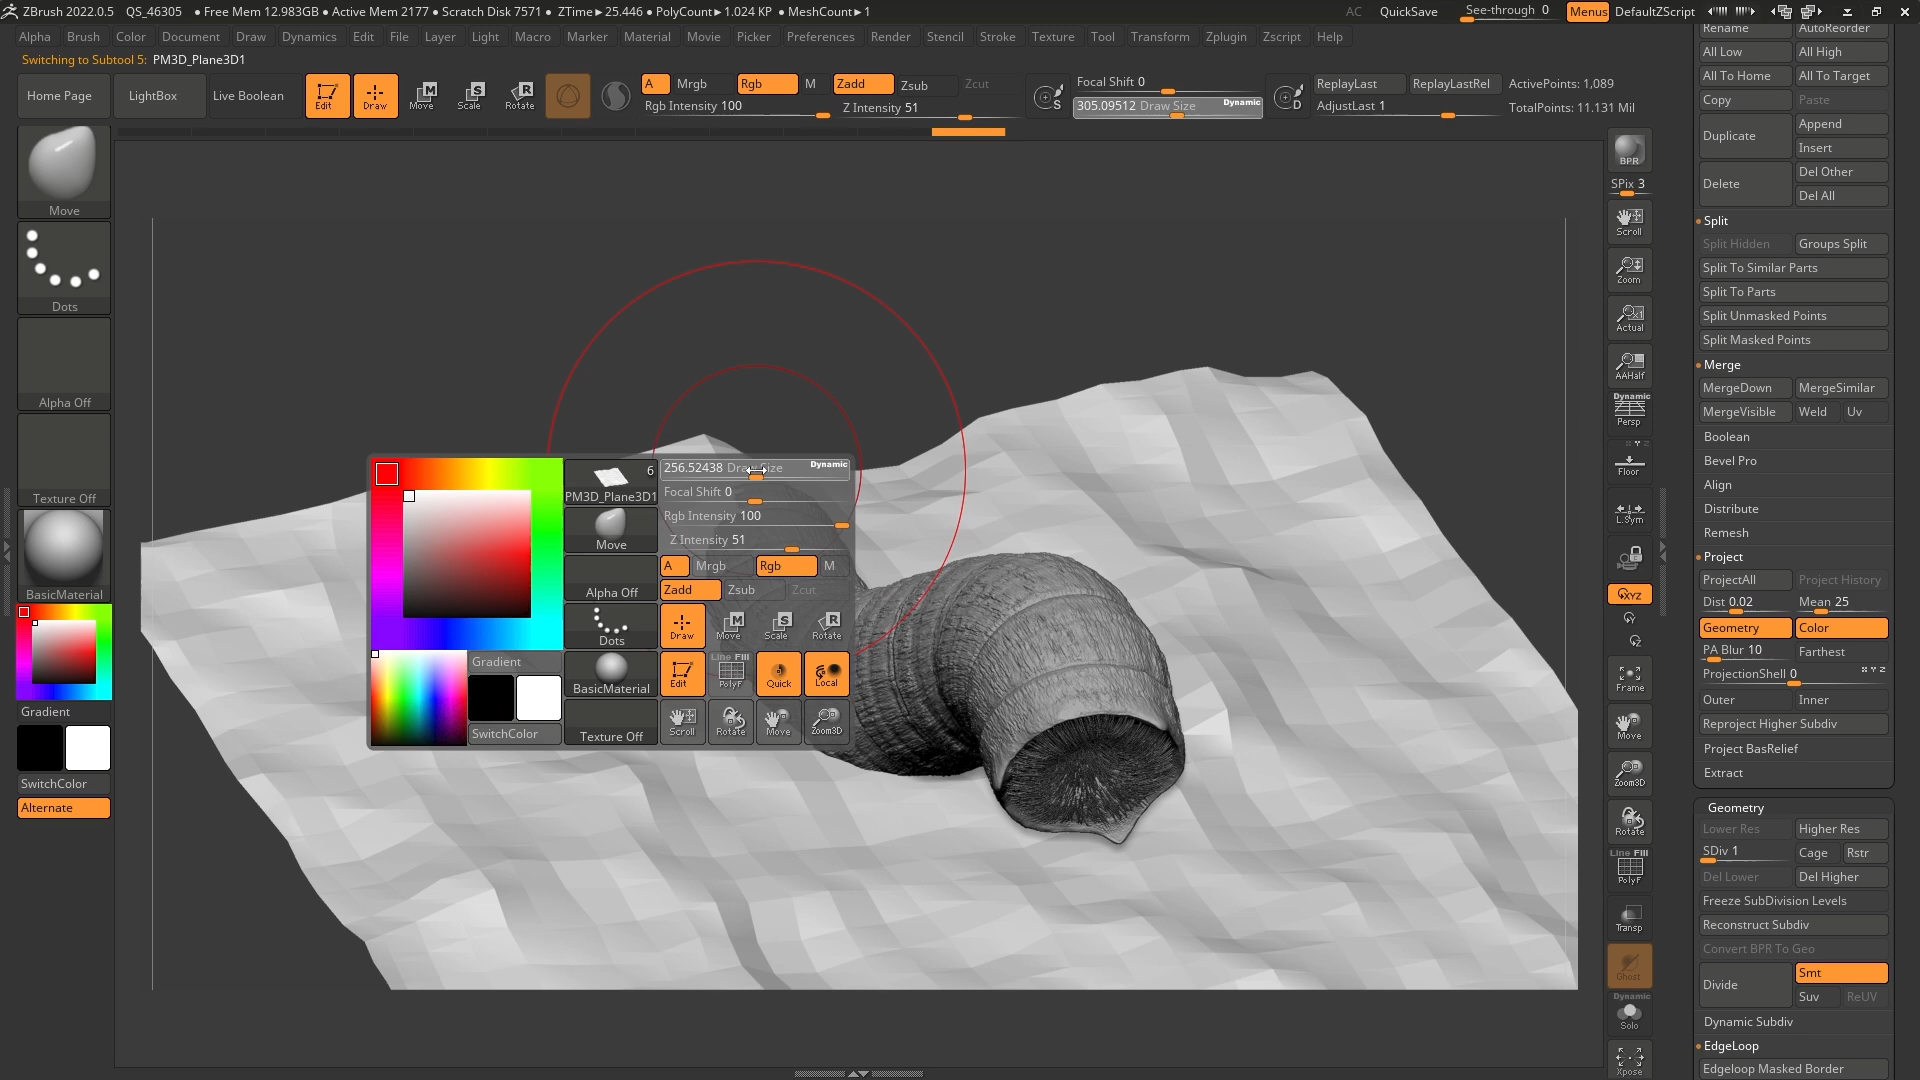 ZBrush 2022.0.5 QS_46305 ● Free Mem 12.983GB ● Active Mem 2177 ● Scratch Disk 7571 ● ZTime►25.446 ● PolyCount►1.024 KP ● MeshCount►1 AC QuickSave See-through 0 Menus DefaultZScript
Alpha Brush Color Document Draw Dynamics Edit File Layer Light Macro Marker Material Movie Picker Preferences Render Stencil Stroke Texture Tool Transform Zplugin Zscript Help
Switching to Subtool 5: PM3D_Plane3D1
Home Page LightBox Live Boolean Edit Draw Move Scale Rotate
A Mrgb Rgb M Zadd Zsub Zcut
Rgb Intensity 100 Z Intensity 51
S Focal Shift 0
305.09512 Draw Size Dynamic
D ReplayLast ReplayLastRel
AdjustLast 1
ActivePoints: 1,089
TotalPoints: 11.131 Mil
Move
Dots
Alpha Off
Texture Off
BasicMaterial
Gradient
SwitchColor
Alternate
6
PM3D_Plane3D1
Move
Alpha Off
Dots
BasicMaterial
Texture Off
Gradient
SwitchColor
256.52438 Draw Size Dynamic
Focal Shift 0
Rgb Intensity 100
Z Intensity 51
A Mrgb Rgb M
Zadd Zsub Zcut
Draw Move Scale Rotate
Line Fill
Edit PolyF Quick Local
Scroll Rotate Move Zoom3D
BPR
SPix 3
Scroll
Zoom
Actual
AAHalf
Dynamic
Persp
Floor
L.Sym
XYZ
Frame
Move
Zoom3D
Rotate
Line Fill
PolyF
Transp
Ghost
Dynamic
Solo
Xpose
Rename AutoReorder
All Low All High
All To Home All To Target
Copy Paste
Duplicate Append
Insert
Delete Del Other
Del All
Split
Split Hidden Groups Split
Split To Similar Parts
Split To Parts
Split Unmasked Points
Split Masked Points
Merge
MergeDown MergeSimilar
MergeVisible Weld Uv
Boolean
Bevel Pro
Align
Distribute
Remesh
Project
ProjectAll Project History
Dist 0.02 Mean 25
Geometry Color
PA Blur 10 Farthest
ProjectionShell 0
Outer Inner
Reproject Higher Subdiv
Project BasRelief
Extract
Geometry
Lower Res Higher Res
SDiv 1 Cage Rstr
Del Lower Del Higher
Freeze SubDivision Levels
Reconstruct Subdiv
Convert BPR To Geo
Divide Smt
Suv ReUV
Dynamic Subdiv
EdgeLoop
Edgeloop Masked Border